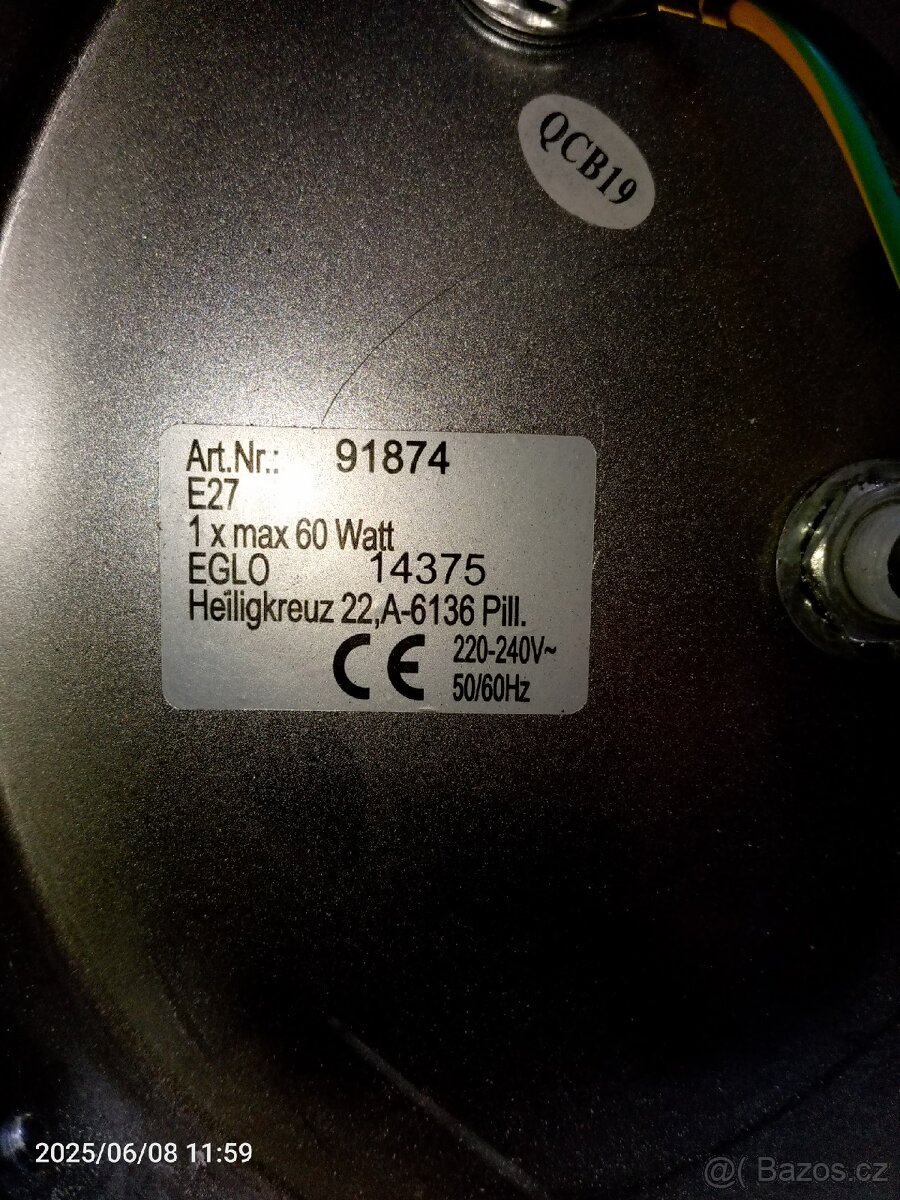 QCB19
Art.Nr.: 91874
E27
1 x max 60 Watt
EGLO 14375
Heiligkreuz 22,A-6136 Pill.
CE 220-240V~
50/60Hz
2025/06/08 11:59
@( Bazos.cz